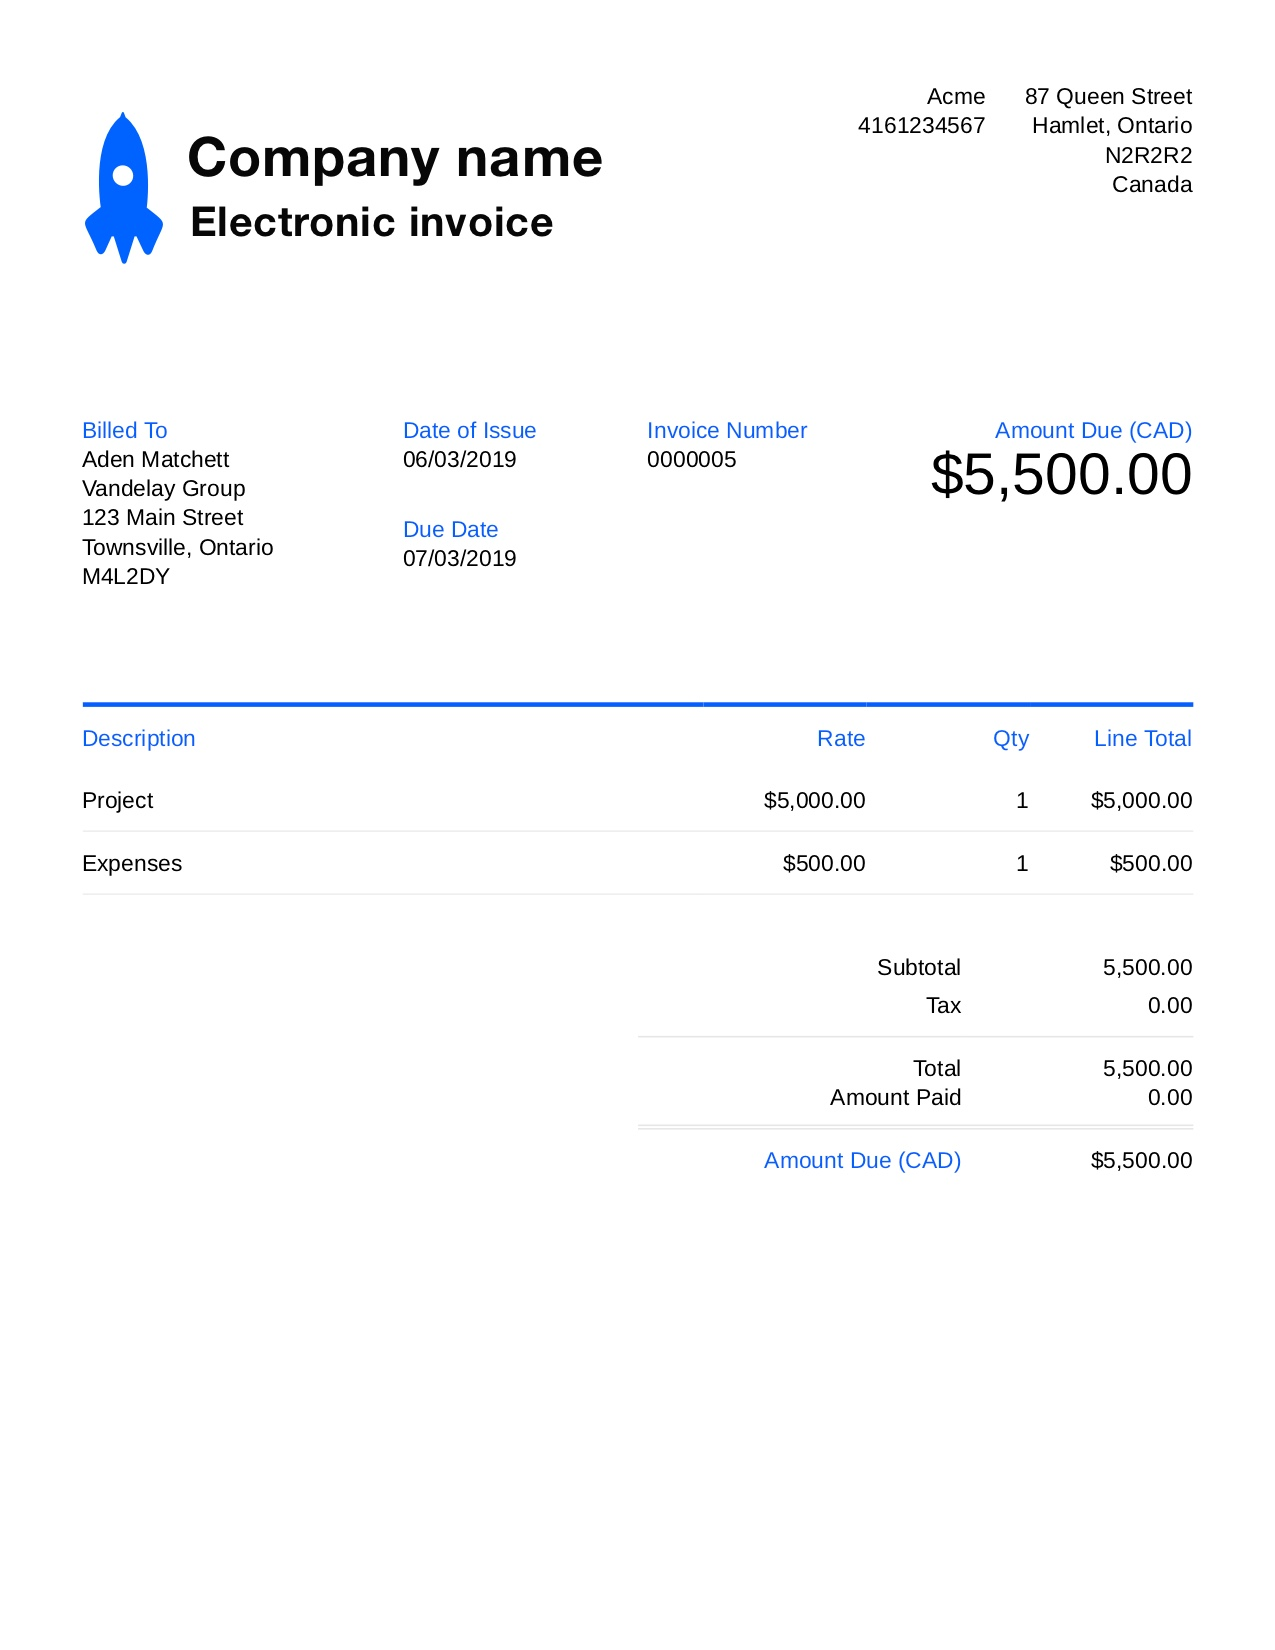 Acme 87 Queen Street
4161234567 Hamlet, Ontario
N2R2R2
Canada
Company name
Electronic invoice
Billed To Date of Issue Invoice Number Amount Due (CAD)
Aden Matchett 06/03/2019 0000005 $5,500.00
Vandelay Group
123 Main Street Due Date
Townsville, Ontario 07/03/2019
M4L2DY
Description Rate Qty Line Total
Project $5,000.00 1 $5,000.00
Expenses $500.00 1 $500.00
Subtotal 5,500.00
Tax 0.00
Total 5,500.00
Amount Paid 0.00
Amount Due (CAD) $5,500.00